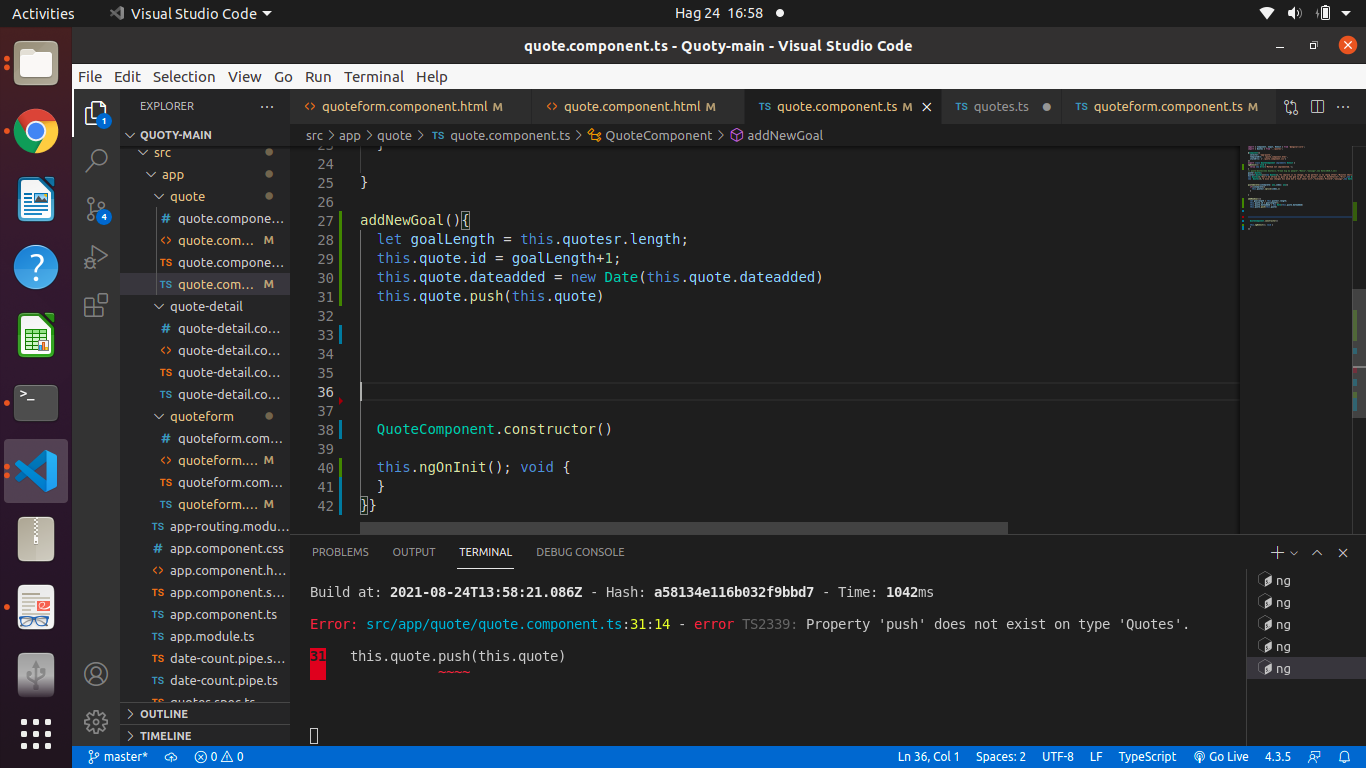 Activities Visual Studio Code Наг 24 16:58
quote.component.ts - Quoty-main - Visual Studio Code
File Edit Selection View Go Run Terminal Help
EXPLORER
quoteform.component.html M
quote.component.html M
TS quote.component.ts M
TS quotes.ts
TS quoteform.component.ts M
src > app > quote > TS quote.component.ts > QuoteComponent > addNewGoal
QUOTY-MAIN
src
app
quote
# quote.compone...
quote.com... M
TS quote.compone...
TS quote.com... M
quote-detail
# quote-detail.co...
quote-detail.co...
TS quote-detail.co...
TS quote-detail.co...
quoteform
# quoteform.com...
quoteform.... M
TS quoteform.com...
TS quoteform.... M
TS app-routing.modu...
# app.component.css
app.component.h...
TS app.component.s...
TS app.component.ts
TS app.module.ts
TS date-count.pipe.s...
TS date-count.pipe.ts
TS quotes.spec.ts
OUTLINE
TIMELINE
1
4
23 }
24
25 }
26
27 addNewGoal(){
28 let goalLength = this.quotesr.length;
29 this.quote.id = goalLength+1;
30 this.quote.dateadded = new Date(this.quote.dateadded)
31 this.quote.push(this.quote)
32
33
34
35
36
37
38 QuoteComponent.constructor()
39
40 this.ngOnInit(); void {
41 }
42 }}
PROBLEMS OUTPUT TERMINAL DEBUG CONSOLE
Build at: 2021-08-24T13:58:21.086Z - Hash: a58134e116b032f9bbd7 - Time: 1042ms
Error: src/app/quote/quote.component.ts:31:14 - error TS2339: Property 'push' does not exist on type 'Quotes'.
31 this.quote.push(this.quote)
~~~~
ng
ng
ng
ng
ng
master* 0 0 Ln 36, Col 1 Spaces: 2 UTF-8 LF TypeScript Go Live 4.3.5